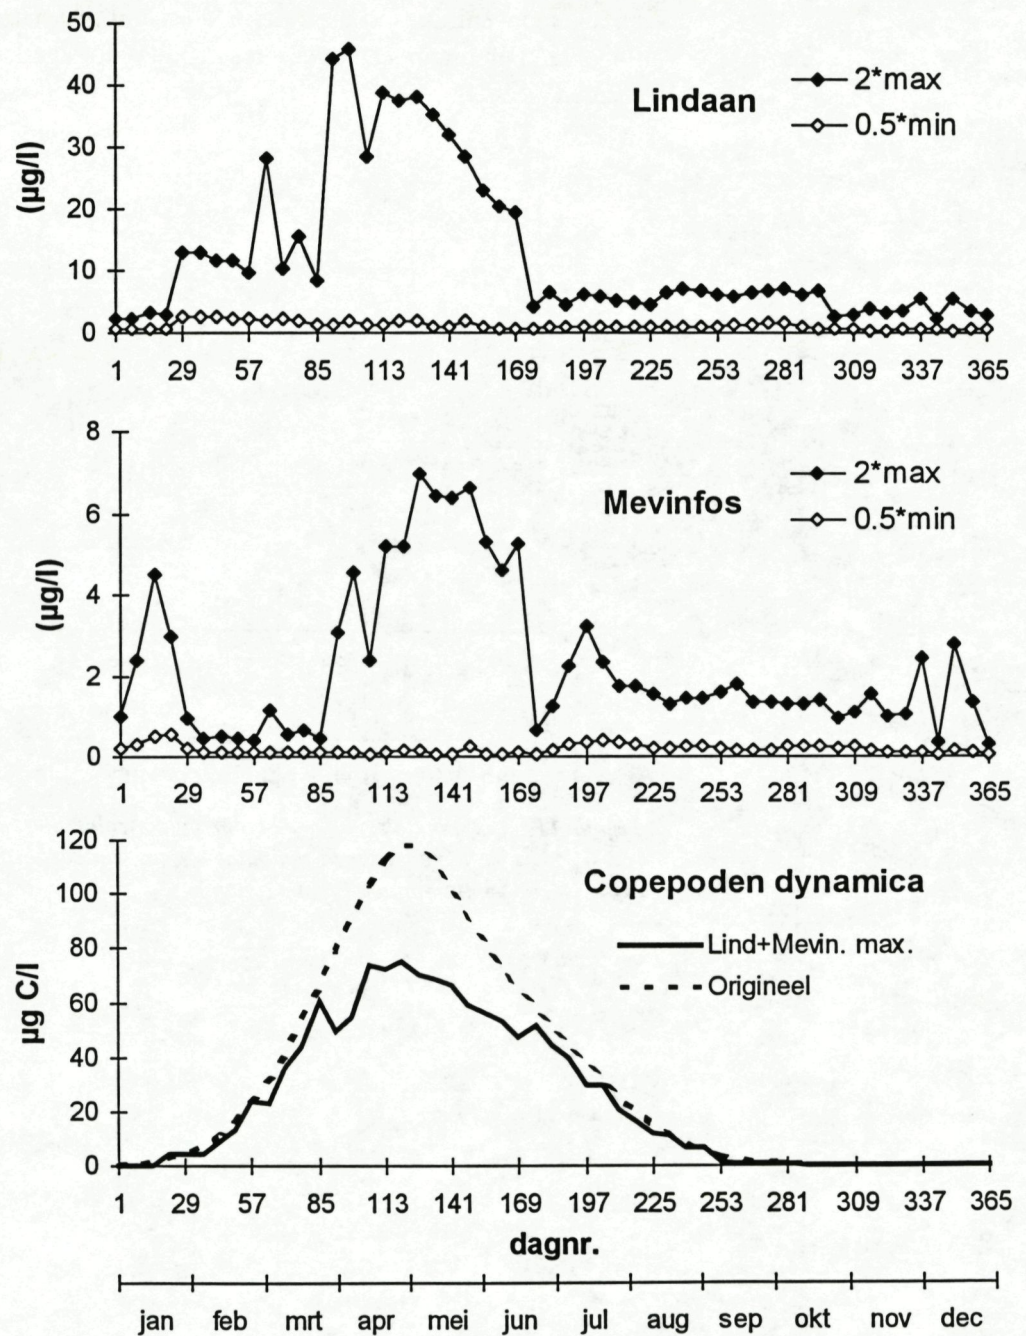 50
40
30
20
10
0
(µg/l)
Lindaan
2*max
0.5*min
1 29 57 85 113 141 169 197 225 253 281 309 337 365
8
6
4
2
0
(µg/l)
Mevinfos
2*max
0.5*min
1 29 57 85 113 141 169 197 225 253 281 309 337 365
120
100
80
60
40
20
0
µg C/l
Copepoden dynamica
Lind+Mevin. max.
Origineel
1 29 57 85 113 141 169 197 225 253 281 309 337 365
dagnr.
jan feb mrt apr mei jun jul aug sep okt nov dec